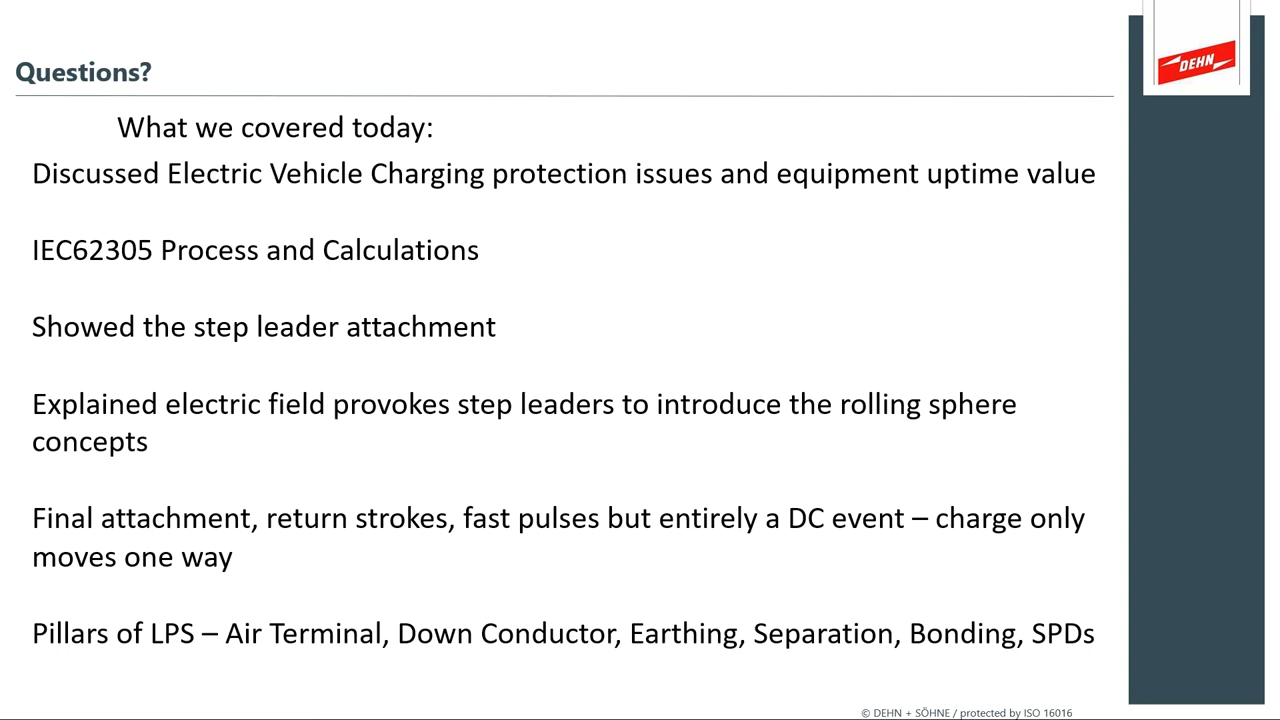 Questions?
DEHN
What we covered today:
Discussed Electric Vehicle Charging protection issues and equipment uptime value
IEC62305 Process and Calculations
Showed the step leader attachment
Explained electric field provokes step leaders to introduce the rolling sphere
concepts
Final attachment, return strokes, fast pulses but entirely a DC event – charge only
moves one way
Pillars of LPS – Air Terminal, Down Conductor, Earthing, Separation, Bonding, SPDs
© DEHN + SÖHNE / protected by ISO 16016